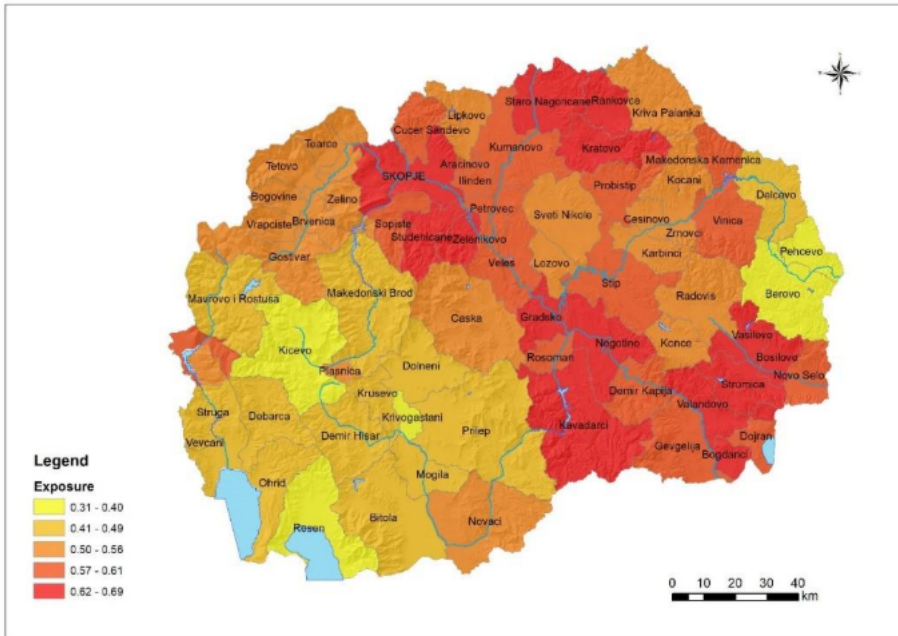 Staro Nagoricane
Rankovce
Kriva Palanka
Lipkovo
Cucer Sandevo
Kumanovo
Kratovo
Tearce
Tetovo
Aracinovo
Makedonska Kamenica
SKOPJE
Ilinden
Probistip
Kocani
Delcevo
Bogovine
Zelino
Petrovec
Sveti Nikole
Cesinovo
Vinica
Vrapciste
Brvenica
Sopiste
Zrnovci
Studenicane
Zelenikovo
Pehcevo
Gostivar
Veles
Lozovo
Karbinci
Stip
Berovo
Mavrovo i Rostusa
Makedonski Brod
Radovis
Caska
Gradsko
Vasilevo
Kicevo
Negotino
Konce
Bosilovo
Rosoman
Plasnica
Dolneni
Novo Selo
Strumica
Krusevo
Demir Kapija
Valandovo
Struga
Debarca
Krivogastani
Kavadarci
Vevcani
Demir Hisar
Prilep
Dojran
Gevgelija
Bogdanci
Mogila
Ohrid
Bitola
Novaci
Resen
Legend
Exposure
0.31 - 0.40
0.41 - 0.49
0.50 - 0.56
0.57 - 0.61
0.62 - 0.69
0 10 20 30 40
km